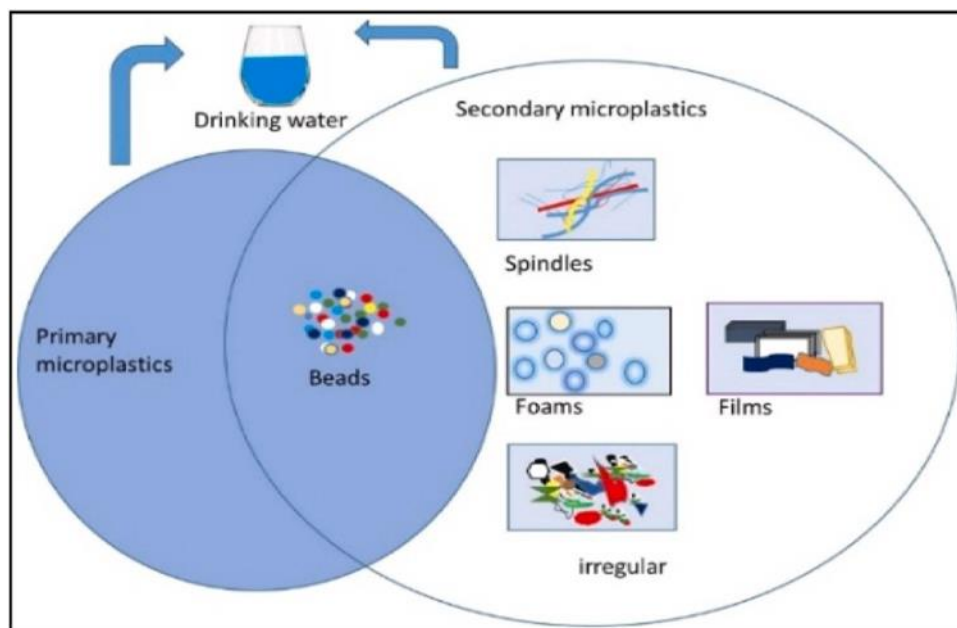 Drinking water
Secondary microplastics
Spindles
Primary
microplastics
Beads
Foams
Films
irregular